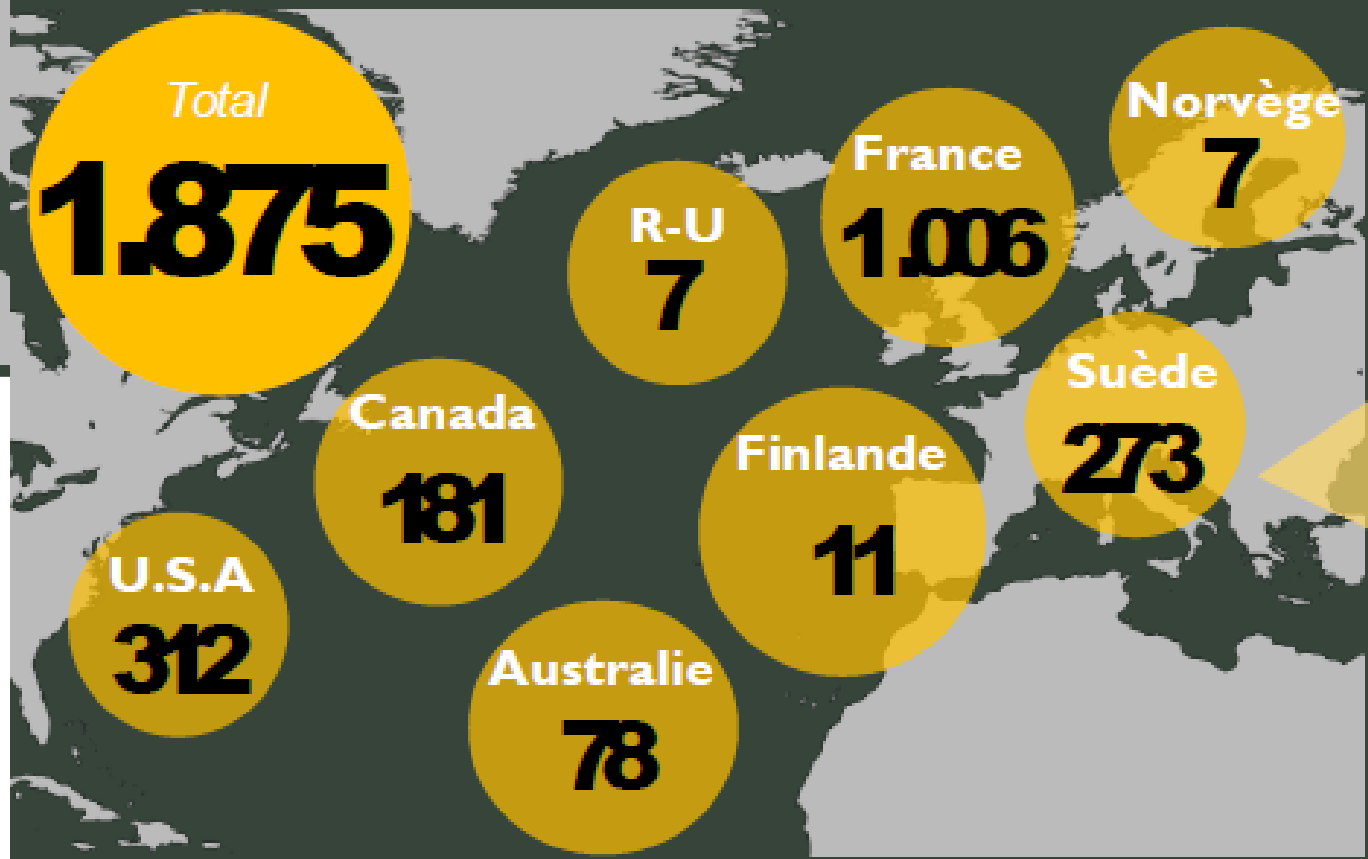 Total
1.875
Norvège
7
France
1.006
R-U
7
Suède
273
Canada
181
Finlande
11
U.S.A
312
Australie
78